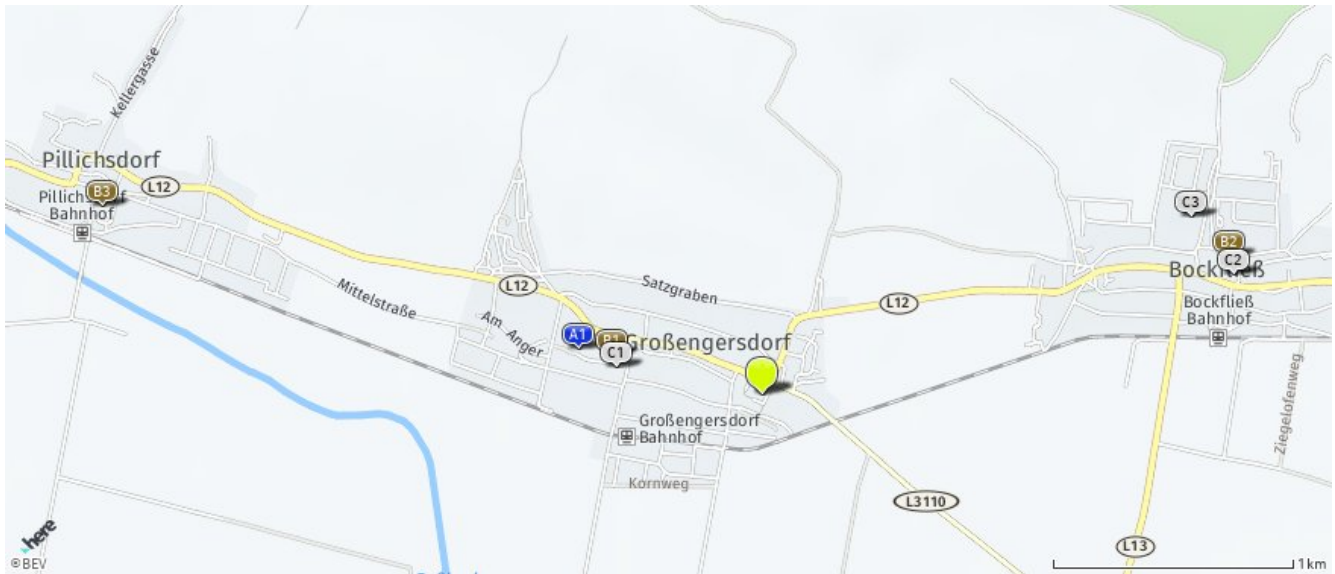 Kellergasse
Pillichsdorf
B3
L12
Pillichsdorf
Bahnhof
C3
B2
C2
Bockfließ
Bockfließ
Bahnhof
L12
Satzgraben
L12
Mittelstraße
Am Anger
A1
B1
C1
Großengersdorf
Großengersdorf
Bahnhof
Ziegelofenweg
Kornweg
L3110
L13
here
©BEV
1km